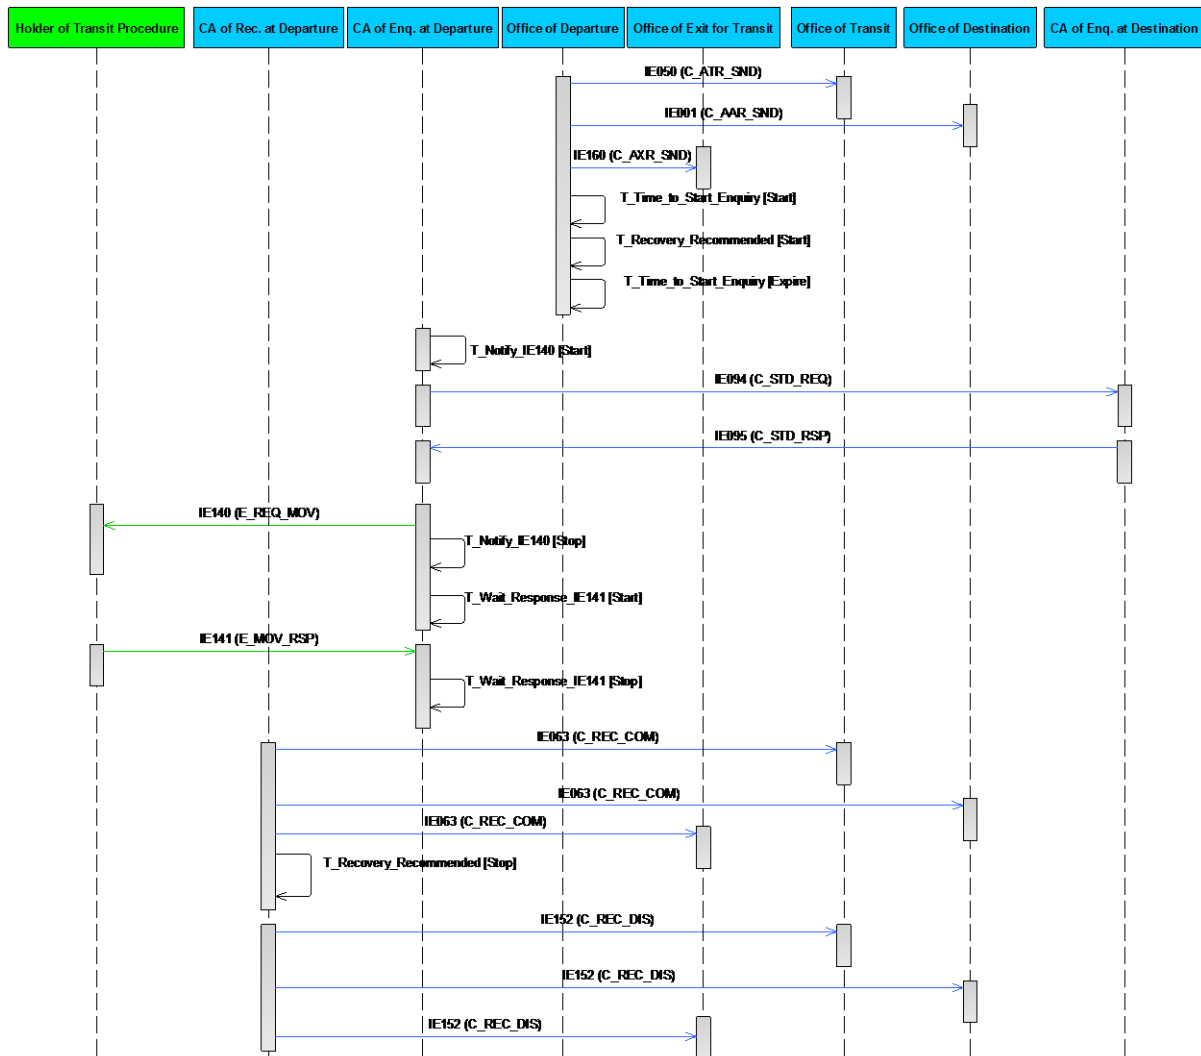 Holder of Transit Procedure
CA of Rec. at Departure
CA of Enq. at Departure
Office of Departure
Office of Exit for Transit
Office of Transit
Office of Destination
CA of Enq. at Destination
IE050 (C_ATR_SND)
IE001 (C_AAR_SND)
IE160 (C_AXR_SND)
T_Time_to_Start_Enquiry [Start]
T_Recovery_Recommended [Start]
T_Time_to_Start_Enquiry [Expire]
T_Notify_IE140 [Start]
IE094 (C_STD_REQ)
IE095 (C_STD_RSP)
IE140 (E_REQ_MOV)
T_Notify_IE140 [Stop]
T_Wait_Response_IE141 [Start]
IE141 (E_MOV_RSP)
T_Wait_Response_IE141 [Stop]
IE063 (C_REC_COM)
IE063 (C_REC_COM)
IE063 (C_REC_COM)
T_Recovery_Recommended [Stop]
IE152 (C_REC_DIS)
IE152 (C_REC_DIS)
IE152 (C_REC_DIS)